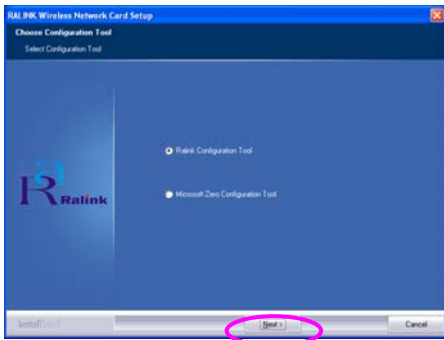 RALINK Wireless Network Card Setup
Choose Configuration Tool
Select Configuration Tool
Ralink Configuration Tool
Microsoft Zero Configuration Tool
Ralink
InstallShield
Next >
Cancel